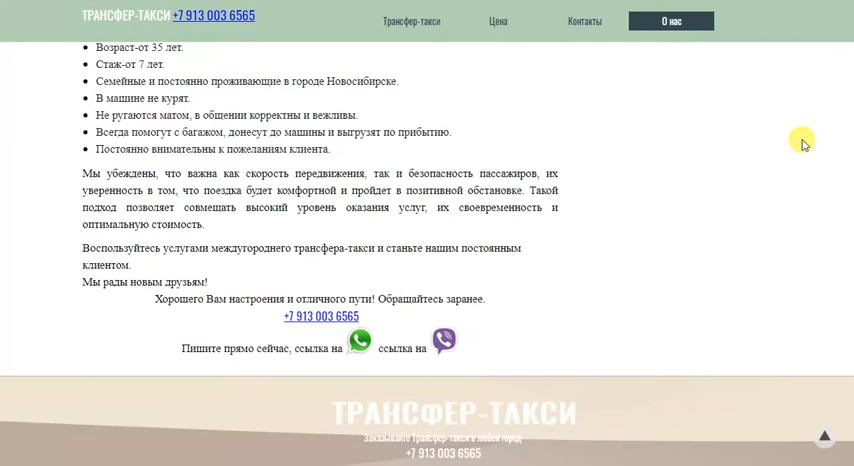 ТРАНСФЕР-ТАКСИ +7 913 003 6565
Трансфер-такси
Цена
Контакты
О нас
Возраст-от 35 лет.
Стаж-от 7 лет.
Семейные и постоянно проживающие в городе Новосибирске.
В машине не курят.
Не ругаются матом, в общении корректны и вежливы.
Всегда помогут с багажом, донесут до машины и выгрузят по прибытию.
Постоянно внимательны к пожеланиям клиента.
Мы убеждены, что важна как скорость передвижения, так и безопасность пассажиров, их
уверенность в том, что поездка будет комфортной и пройдет в позитивной обстановке. Такой
подход позволяет совмещать высокий уровень оказания услуг, их своевременность и
оптимальную стоимость.
Воспользуйтесь услугами междугороднего трансфера-такси и станьте нашим постоянным
клиентом.
Мы рады новым друзьям!
Хорошего Вам настроения и отличного пути! Обращайтесь заранее.
+7 913 003 6565
Пишите прямо сейчас, ссылка на ссылка на
ТРАНСФЕР-ТАКСИ
Заказывайте Трансфер-такси в любой город
+7 913 003 6565